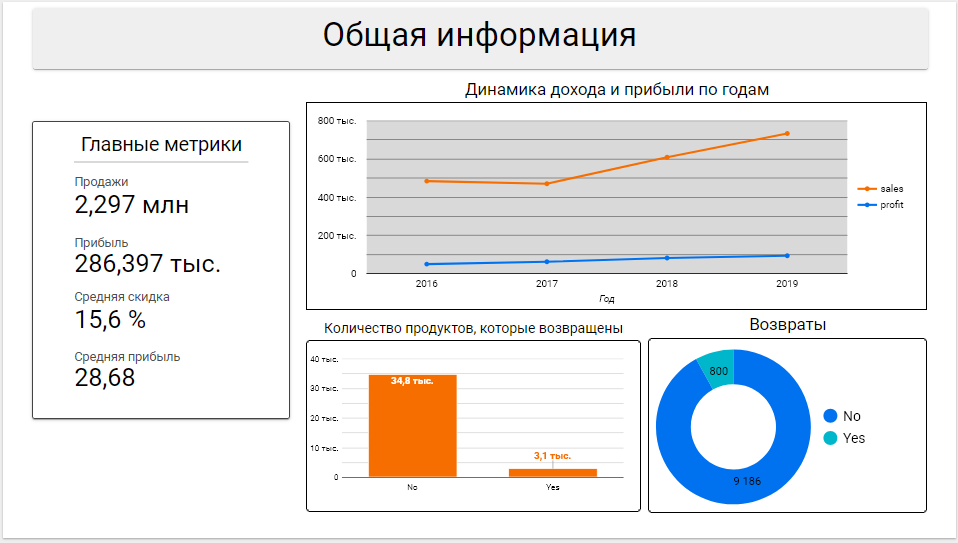 Общая информация
Главные метрики
Продажи
2,297 млн
Прибыль
286,397 тыс.
Средняя скидка
15,6 %
Средняя прибыль
28,68
Динамика дохода и прибыли по годам
800 тыс.
600 тыс.
400 тыс.
200 тыс.
0
2016 2017 2018 2019
Год
sales
profit
Количество продуктов, которые возвращены
40 тыс.
30 тыс.
20 тыс.
10 тыс.
0
34,8 тыс.
3,1 тыс.
No Yes
Возвраты
800
9 186
No
Yes